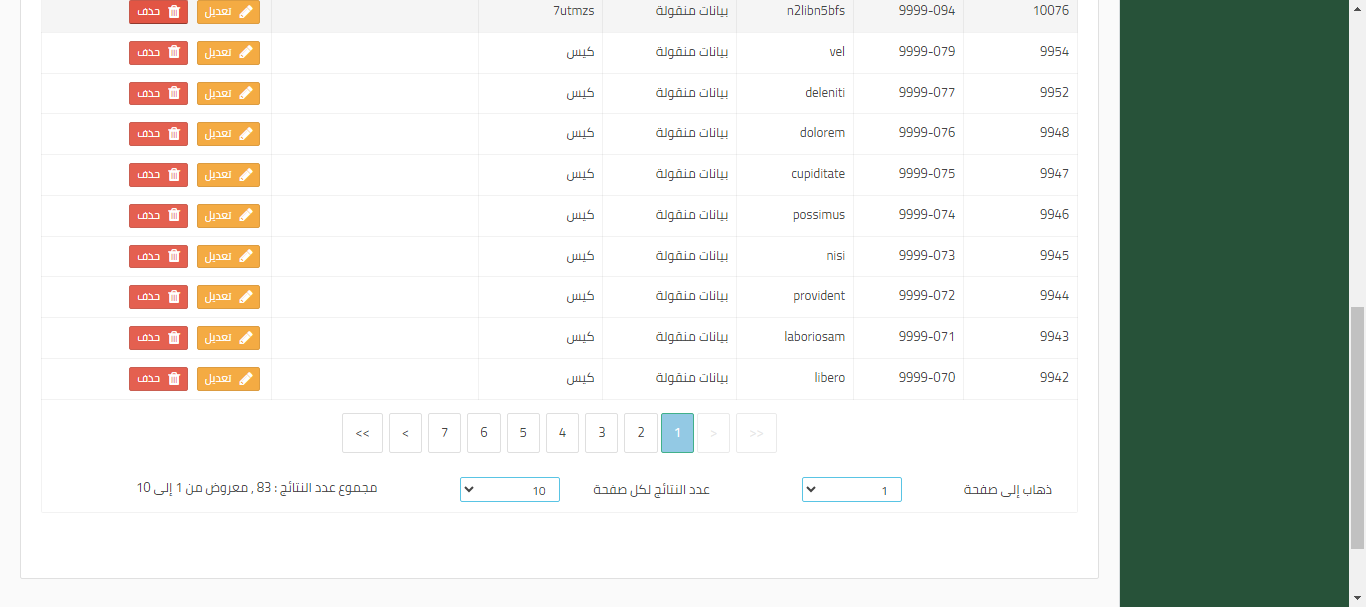 10076 9999-094 n2libn5bfs بيانات منقولة 7utmzs تعديل حذف
9954 9999-079 vel بيانات منقولة كيس تعديل حذف
9952 9999-077 deleniti بيانات منقولة كيس تعديل حذف
9948 9999-076 dolorem بيانات منقولة كيس تعديل حذف
9947 9999-075 cupiditate بيانات منقولة كيس تعديل حذف
9946 9999-074 possimus بيانات منقولة كيس تعديل حذف
9945 9999-073 nisi بيانات منقولة كيس تعديل حذف
9944 9999-072 provident بيانات منقولة كيس تعديل حذف
9943 9999-071 laboriosam بيانات منقولة كيس تعديل حذف
9942 9999-070 libero بيانات منقولة كيس تعديل حذف
<< < 7 6 5 4 3 2 1 > >>
ذهاب إلى صفحة 1 عدد النتائج لكل صفحة 10 مجموع عدد النتائج : 83 , معروض من 1 إلى 10